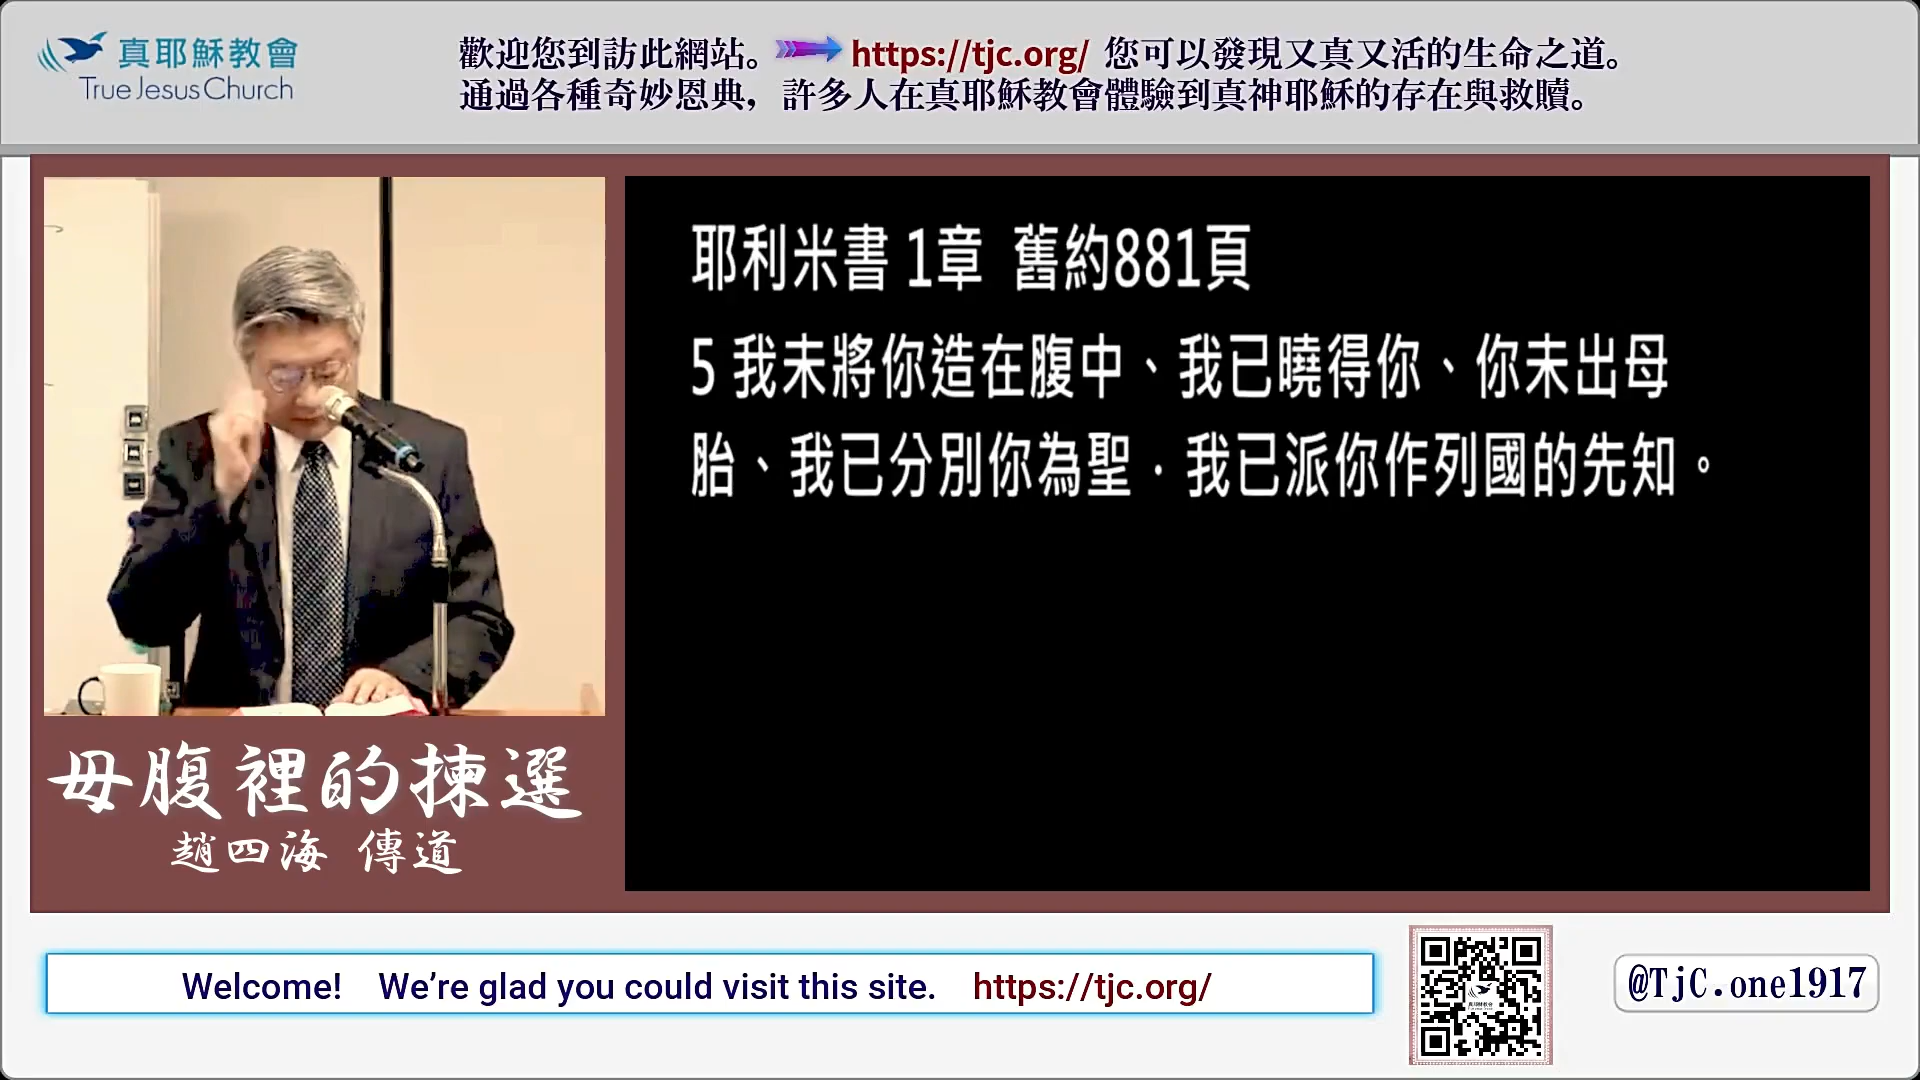 真耶穌教會
True Jesus Church
歡迎您到訪此網站。 https://tjc.org/ 您可以發現又真又活的生命之道。
通過各種奇妙恩典，許多人在真耶穌教會體驗到真神耶穌的存在與救贖。
耶利米書 1章 舊約881頁
5 我未將你造在腹中、我已曉得你、你未出母
胎、我已分別你為聖．我已派你作列國的先知。
母腹裡的揀選
趙四海 傳道
Welcome! We’re glad you could visit this site. https://tjc.org/
@TjC.one1917